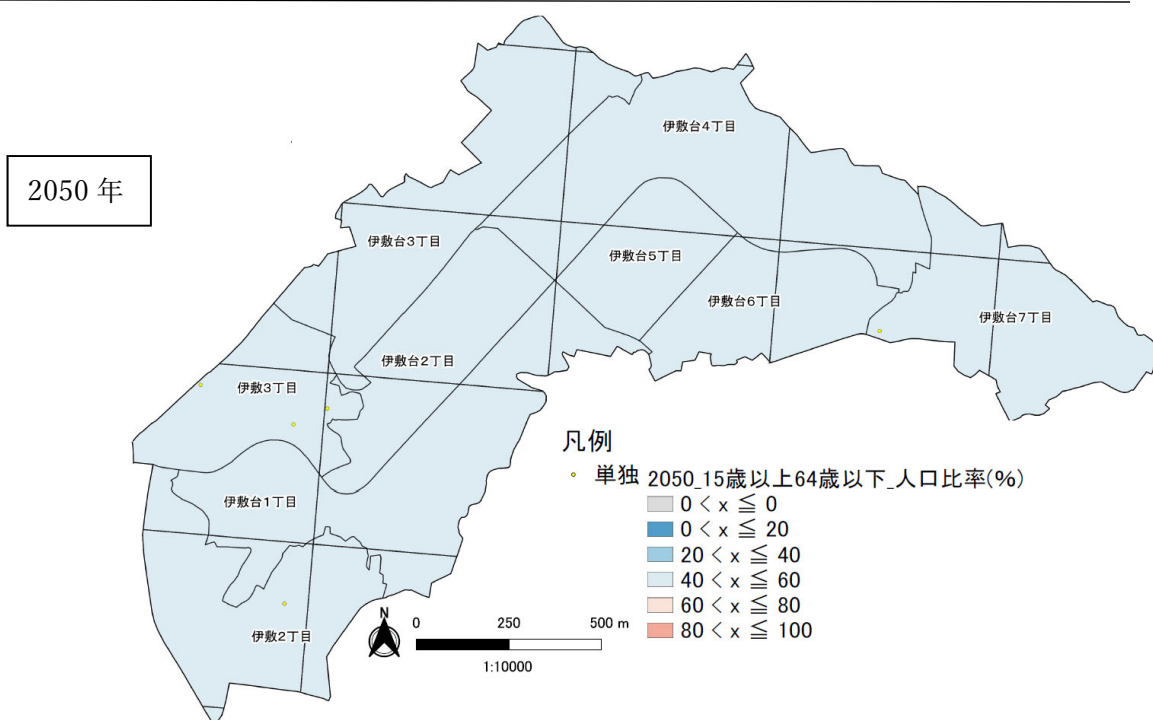 2050 年
伊敷台4丁目
伊敷台3丁目
伊敷台5丁目
伊敷台6丁目
伊敷台7丁目
伊敷台2丁目
伊敷3丁目
伊敷台1丁目
伊敷2丁目
凡例
単独
2050_15歳以上64歳以下_人口比率(%)
0 < x ≦ 0
0 < x ≦ 20
20 < x ≦ 40
40 < x ≦ 60
60 < x ≦ 80
80 < x ≦ 100
N
0 250 500 m
1:10000